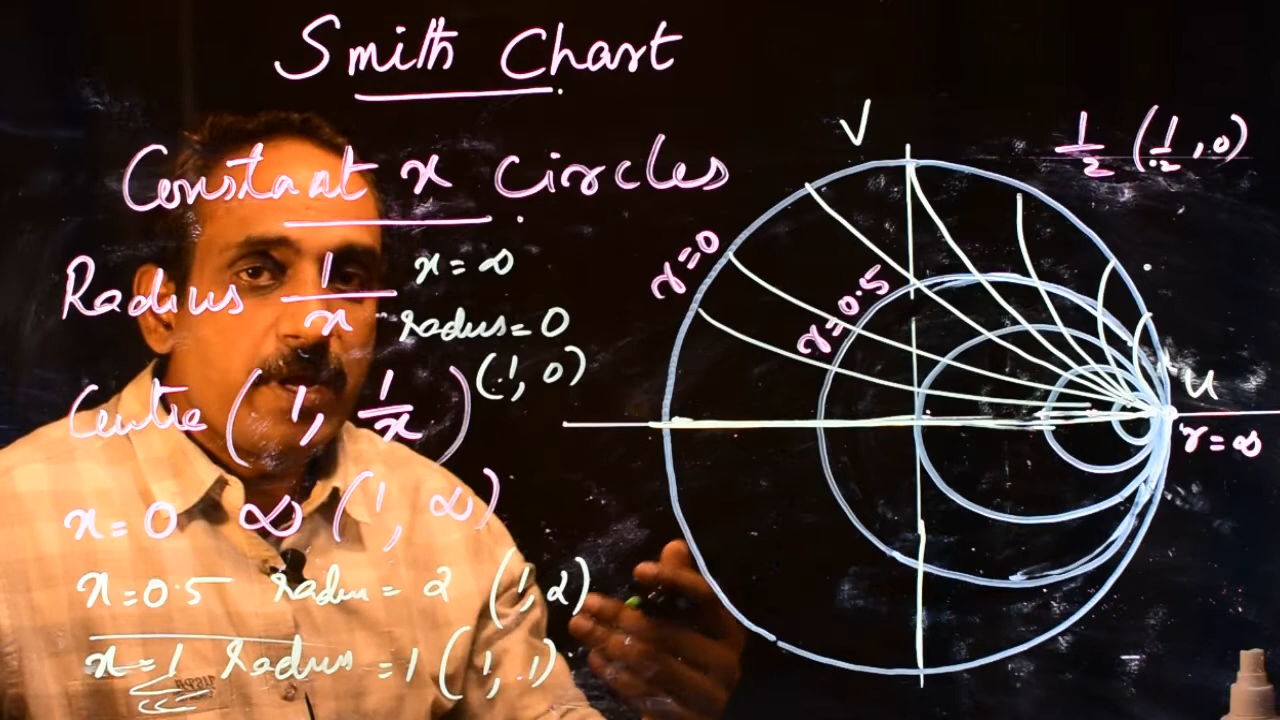 Smith Chart
Constant x Circles
Radius 1/x x = ∞
radius = 0
Centre (1, 1/x) (1, 0)
x = 0 ∞ (1, ∞)
x = 0.5 radiu = 2 (1, 2)
x = 1 radius = 1 (1, 1)
V
1/2 (1/2, 0)
r=0
r=0.5
u
r=∞